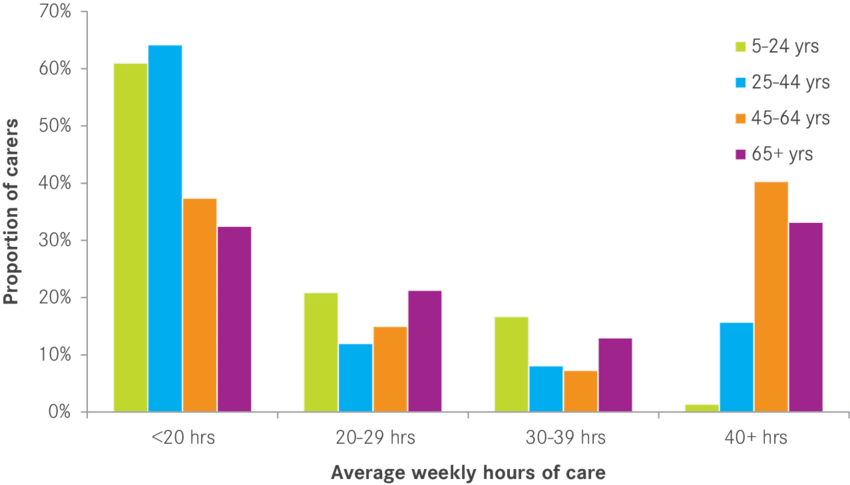 70%
60%
50%
40%
30%
20%
10%
0%
Proportion of carers
5-24 yrs
25-44 yrs
45-64 yrs
65+ yrs
<20 hrs
20-29 hrs
30-39 hrs
40+ hrs
Average weekly hours of care